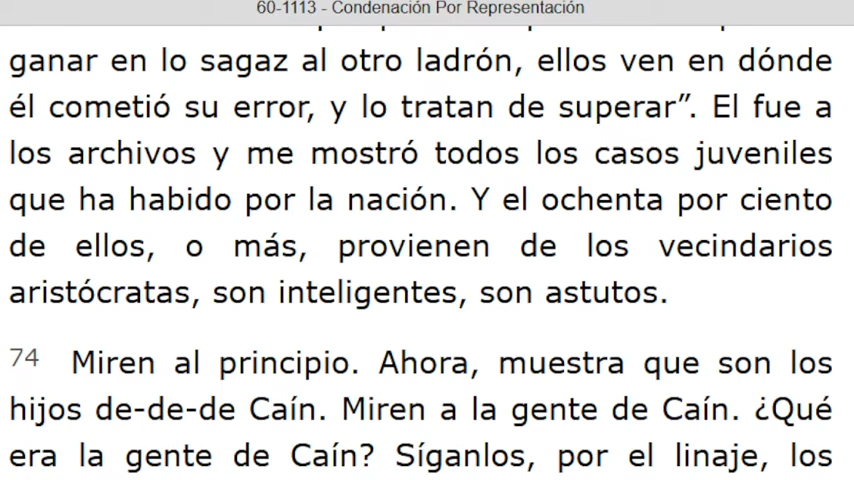 60-1113 - Condenación Por Representación
ganar en lo sagaz al otro ladrón, ellos ven en dónde
él cometió su error, y lo tratan de superar”. El fue a
los archivos y me mostró todos los casos juveniles
que ha habido por la nación. Y el ochenta por ciento
de ellos, o más, provienen de los vecindarios
aristócratas, son inteligentes, son astutos.
74 Miren al principio. Ahora, muestra que son los
hijos de-de-de Caín. Miren a la gente de Caín. ¿Qué
era la gente de Caín? Síganlos, por el linaje, los